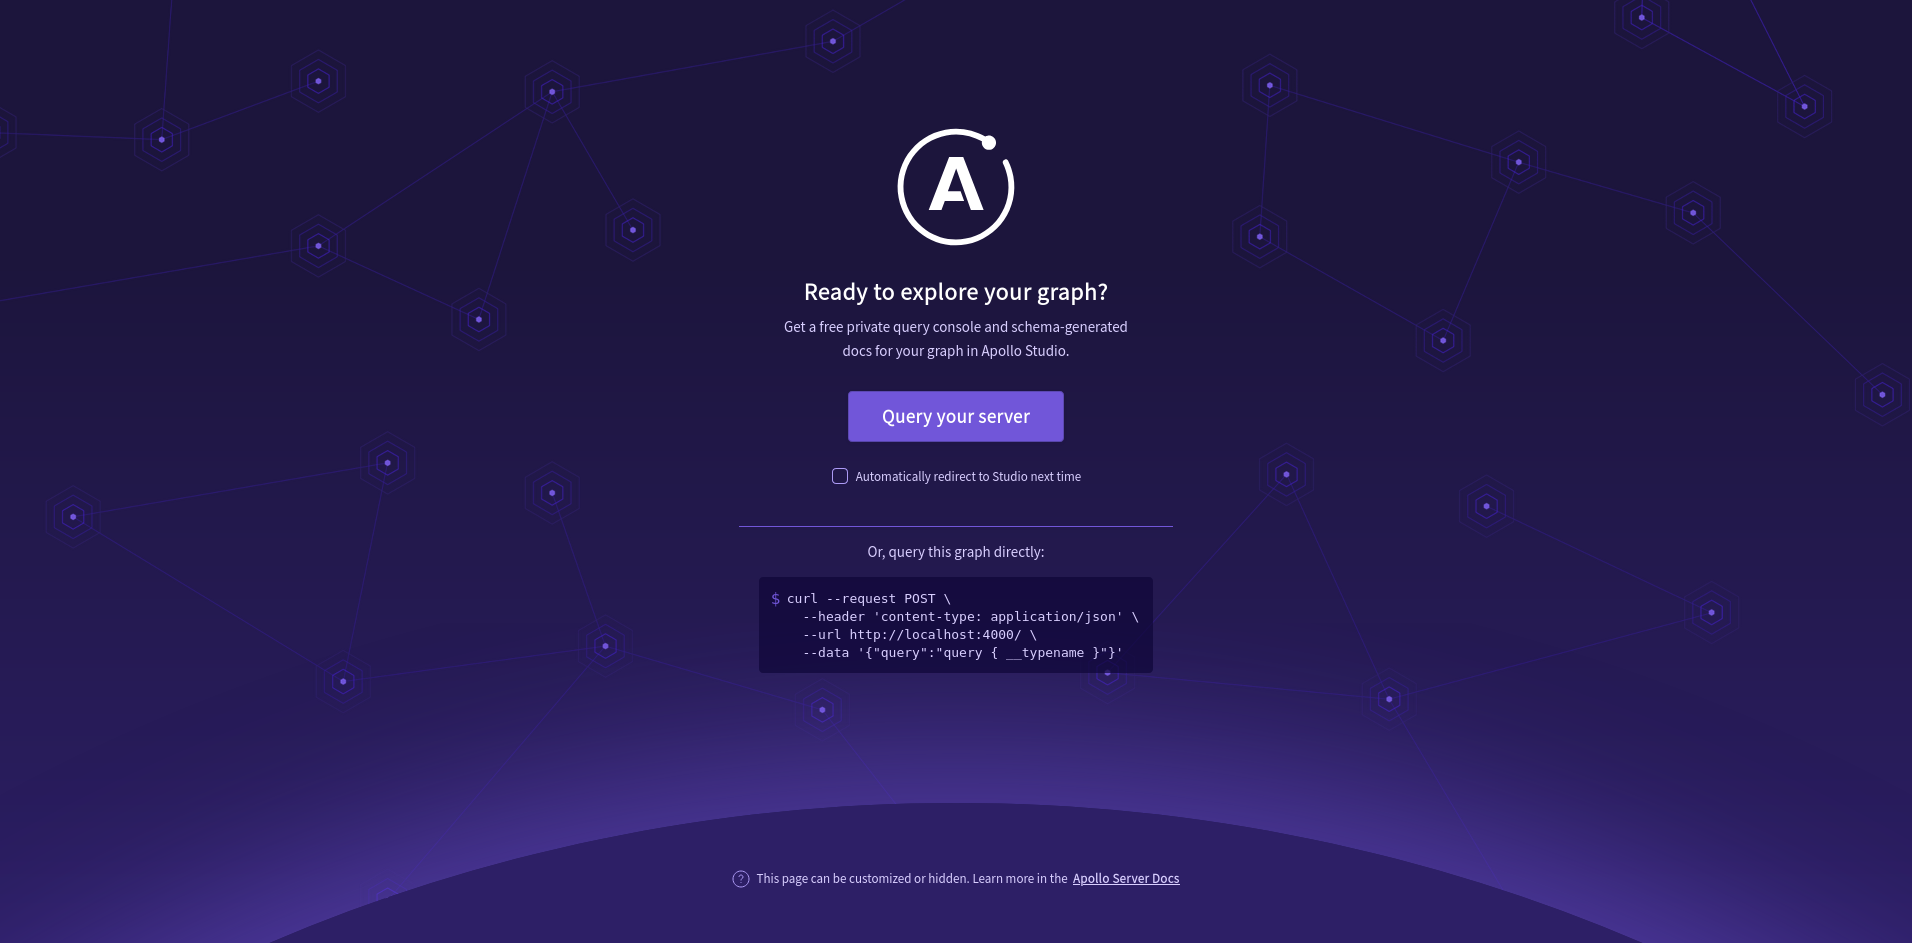 A
Ready to explore your graph?
Get a free private query console and schema-generated
docs for your graph in Apollo Studio.
Query your server
Automatically redirect to Studio next time
Or, query this graph directly:
$ curl --request POST \
    --header 'content-type: application/json' \
    --url http://localhost:4000/ \
    --data '{"query":"query { __typename }"}'
? This page can be customized or hidden. Learn more in the Apollo Server Docs